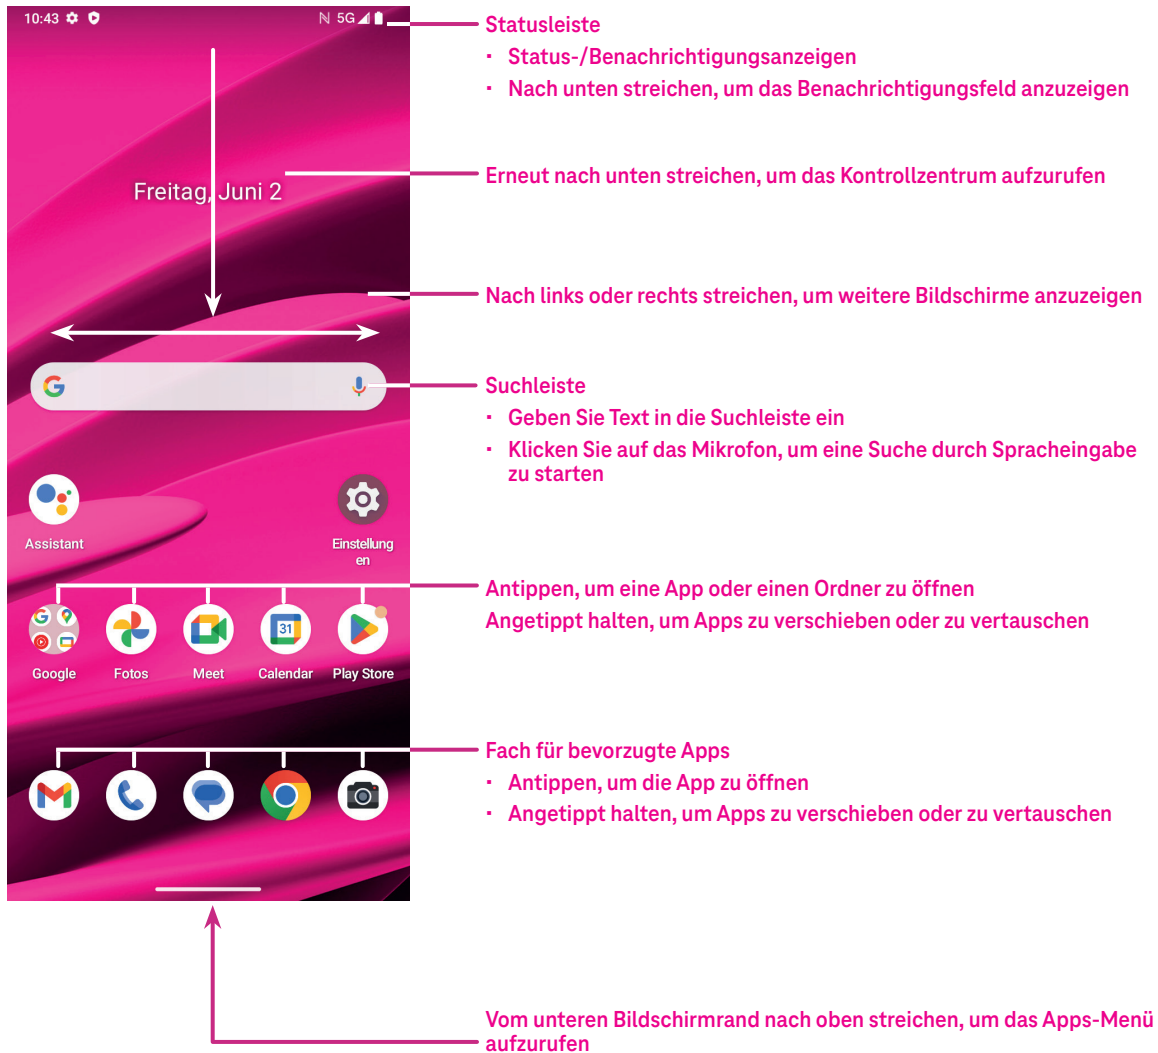 10:43
5G
Freitag, Juni 2
Assistant
Einstellung
en
31
Google
Fotos
Meet
Calendar
Play Store
Statusleiste
· Status-/Benachrichtigungsanzeigen
· Nach unten streichen, um das Benachrichtigungsfeld anzuzeigen
Erneut nach unten streichen, um das Kontrollzentrum aufzurufen
Nach links oder rechts streichen, um weitere Bildschirme anzuzeigen
Suchleiste
· Geben Sie Text in die Suchleiste ein
· Klicken Sie auf das Mikrofon, um eine Suche durch Spracheingabe
zu starten
Antippen, um eine App oder einen Ordner zu öffnen
Angetippt halten, um Apps zu verschieben oder zu vertauschen
Fach für bevorzugte Apps
· Antippen, um die App zu öffnen
· Angetippt halten, um Apps zu verschieben oder zu vertauschen
Vom unteren Bildschirmrand nach oben streichen, um das Apps-Menü
aufzurufen